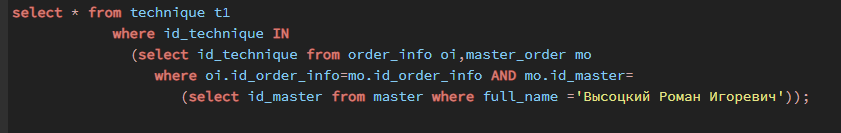 select * from technique t1
where id_technique IN
(select id_technique from order_info oi,master_order mo
where oi.id_order_info=mo.id_order_info AND mo.id_master=
(select id_master from master where full_name ='Высоцкий Роман Игоревич'));